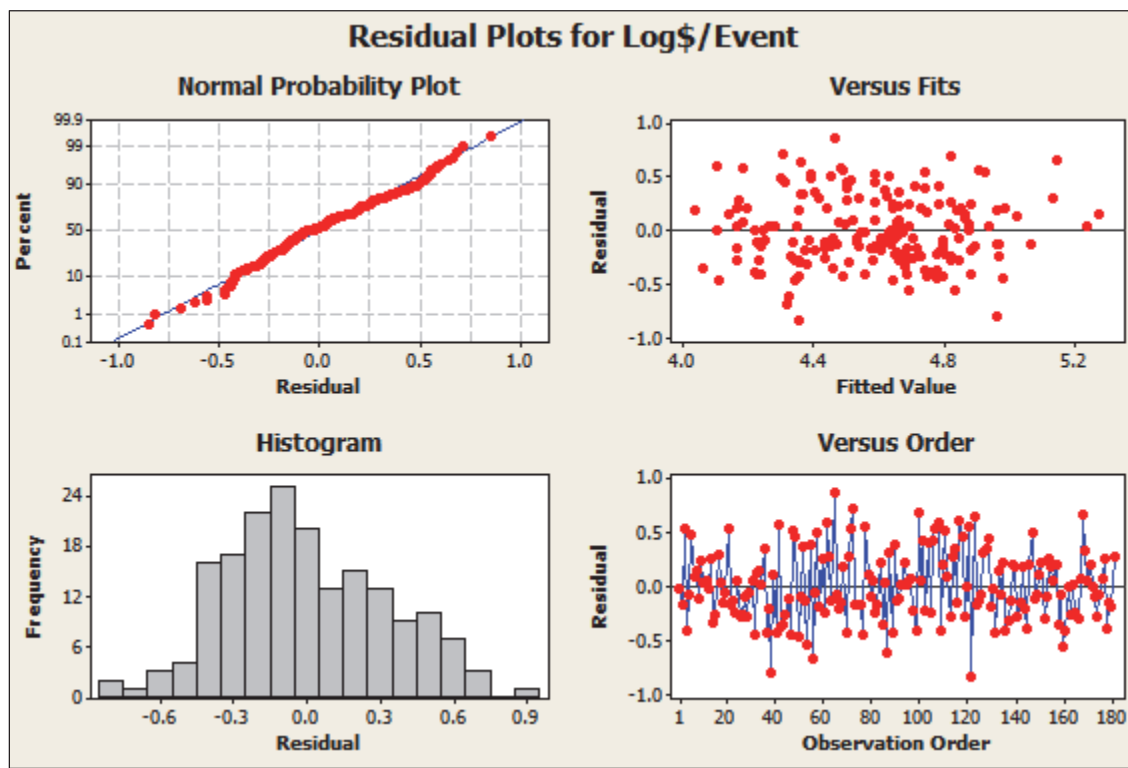 Residual Plots for Log$/Event
Normal Probability Plot
99.9
99
90
50
10
1
0.1
Percent
-1.0 -0.5 0.0 0.5 1.0
Residual
Versus Fits
1.0
0.5
0.0
-0.5
-1.0
Residual
4.0 4.4 4.8 5.2
Fitted Value
Histogram
24
18
12
6
0
Frequency
-0.6 -0.3 0.0 0.3 0.6 0.9
Residual
Versus Order
1.0
0.5
0.0
-0.5
-1.0
Residual
1 20 40 60 80 100 120 140 160 180
Observation Order